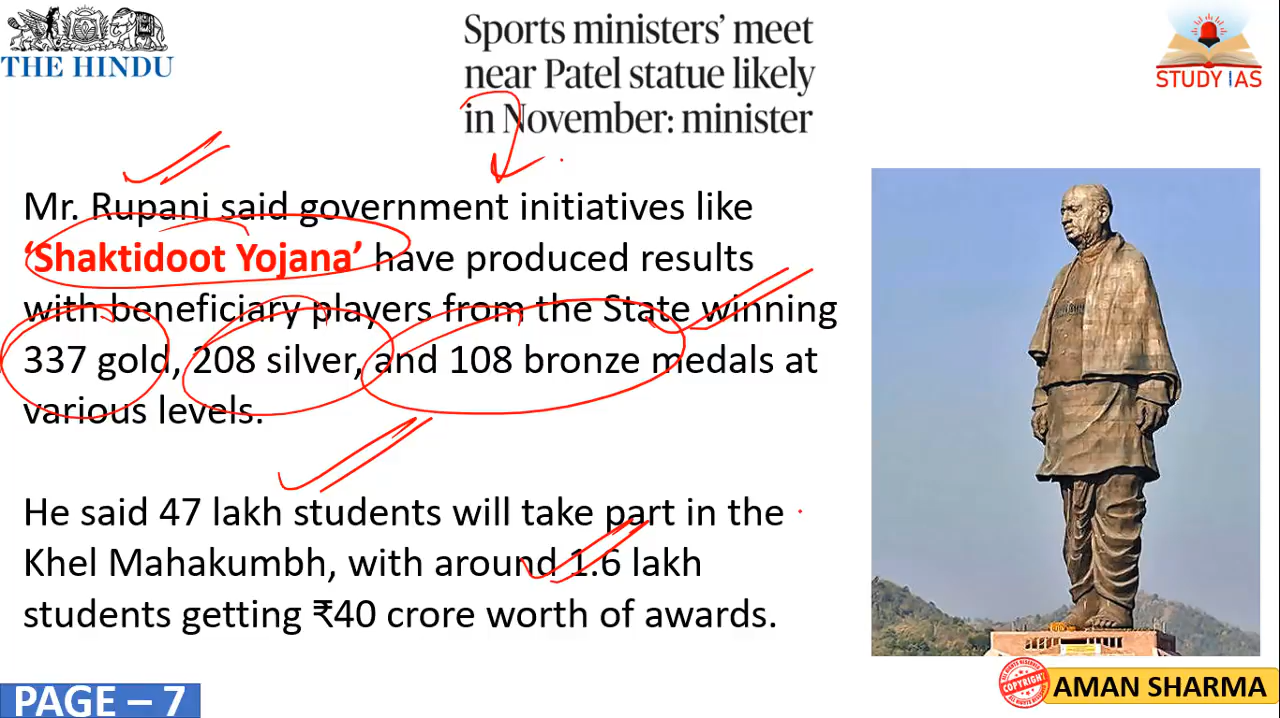 THE HINDU
Sports ministers’ meet
near Patel statue likely
in November: minister
STUDY IAS
Mr. Rupani said government initiatives like
‘Shaktidoot Yojana’ have produced results
with beneficiary players from the State winning
337 gold, 208 silver, and 108 bronze medals at
various levels.
He said 47 lakh students will take part in the
Khel Mahakumbh, with around 1.6 lakh
students getting ₹40 crore worth of awards.
PAGE – 7
COPYRIGHT
AMAN SHARMA